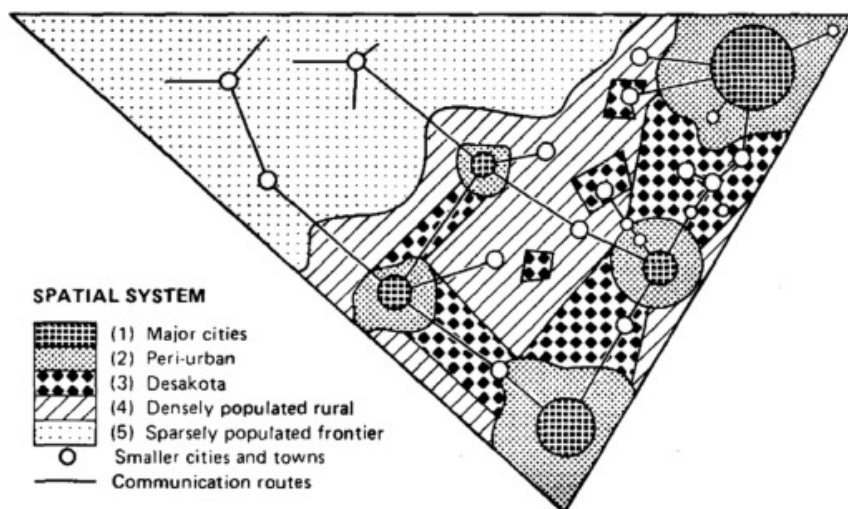 SPATIAL SYSTEM
(1) Major cities
(2) Peri-urban
(3) Desakota
(4) Densely populated rural
(5) Sparsely populated frontier
Smaller cities and towns
Communication routes